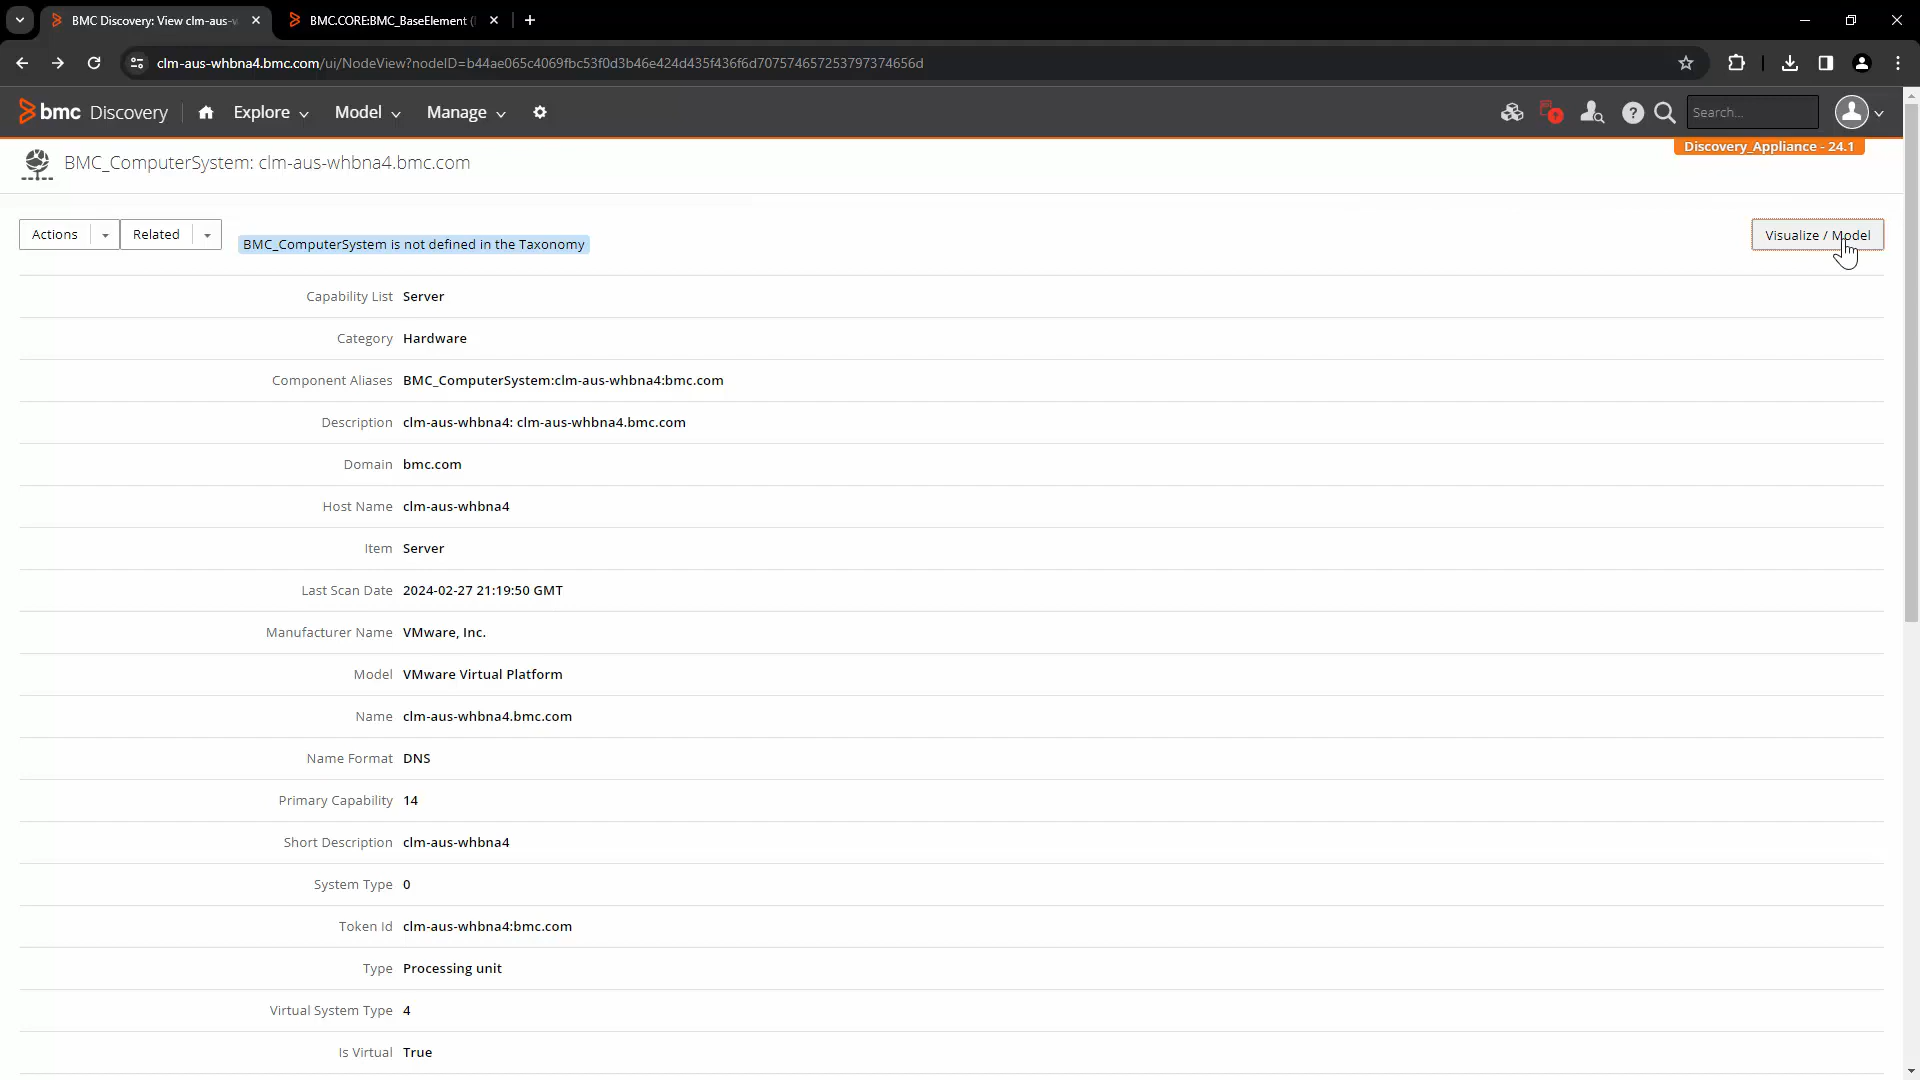 BMC Discovery: View clm-aus-w
BMC.CORE:BMC_BaseElement (
clm-aus-whbna4.bmc.com/ui/NodeView?nodeID=b44ae065c4069fbc53f0d3b46e424d435f436f6d707574657253797374656d
bmc Discovery
Explore
Model
Manage
Search...
Discovery_Appliance - 24.1
BMC_ComputerSystem: clm-aus-whbna4.bmc.com
Actions
Related
BMC_ComputerSystem is not defined in the Taxonomy
Visualize / Model
Capability List Server
Category Hardware
Component Aliases BMC_ComputerSystem:clm-aus-whbna4:bmc.com
Description clm-aus-whbna4: clm-aus-whbna4.bmc.com
Domain bmc.com
Host Name clm-aus-whbna4
Item Server
Last Scan Date 2024-02-27 21:19:50 GMT
Manufacturer Name VMware, Inc.
Model VMware Virtual Platform
Name clm-aus-whbna4.bmc.com
Name Format DNS
Primary Capability 14
Short Description clm-aus-whbna4
System Type 0
Token Id clm-aus-whbna4:bmc.com
Type Processing unit
Virtual System Type 4
Is Virtual True